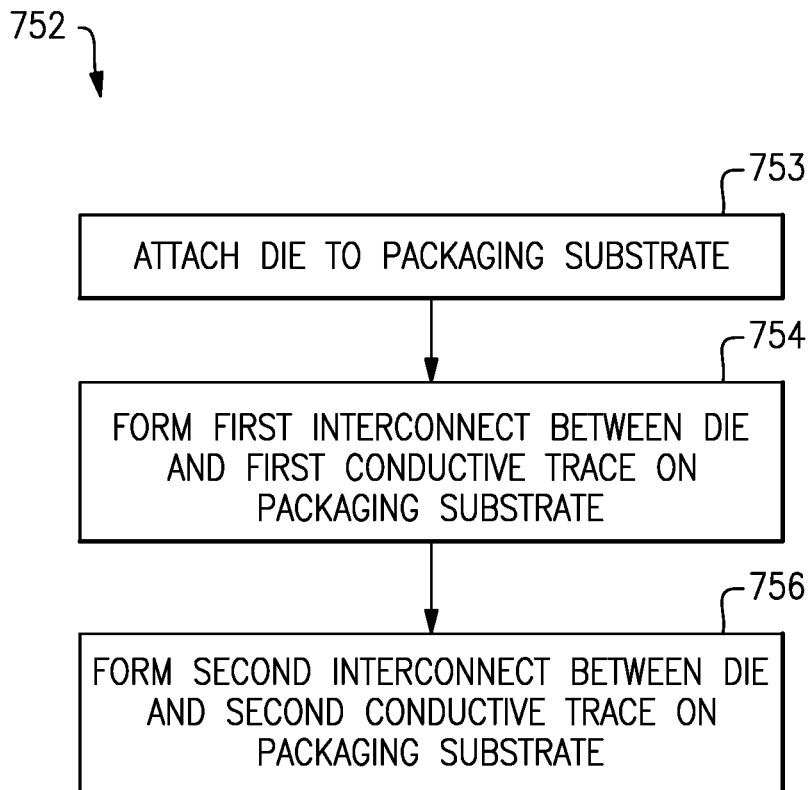 752
753
ATTACH DIE TO PACKAGING SUBSTRATE
754
FORM FIRST INTERCONNECT BETWEEN DIE
AND FIRST CONDUCTIVE TRACE ON
PACKAGING SUBSTRATE
756
FORM SECOND INTERCONNECT BETWEEN DIE
AND SECOND CONDUCTIVE TRACE ON
PACKAGING SUBSTRATE